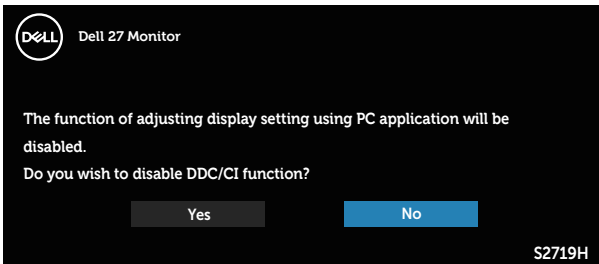 DELL
Dell 27 Monitor
The function of adjusting display setting using PC application will be
disabled.
Do you wish to disable DDC/CI function?
Yes No
S2719H